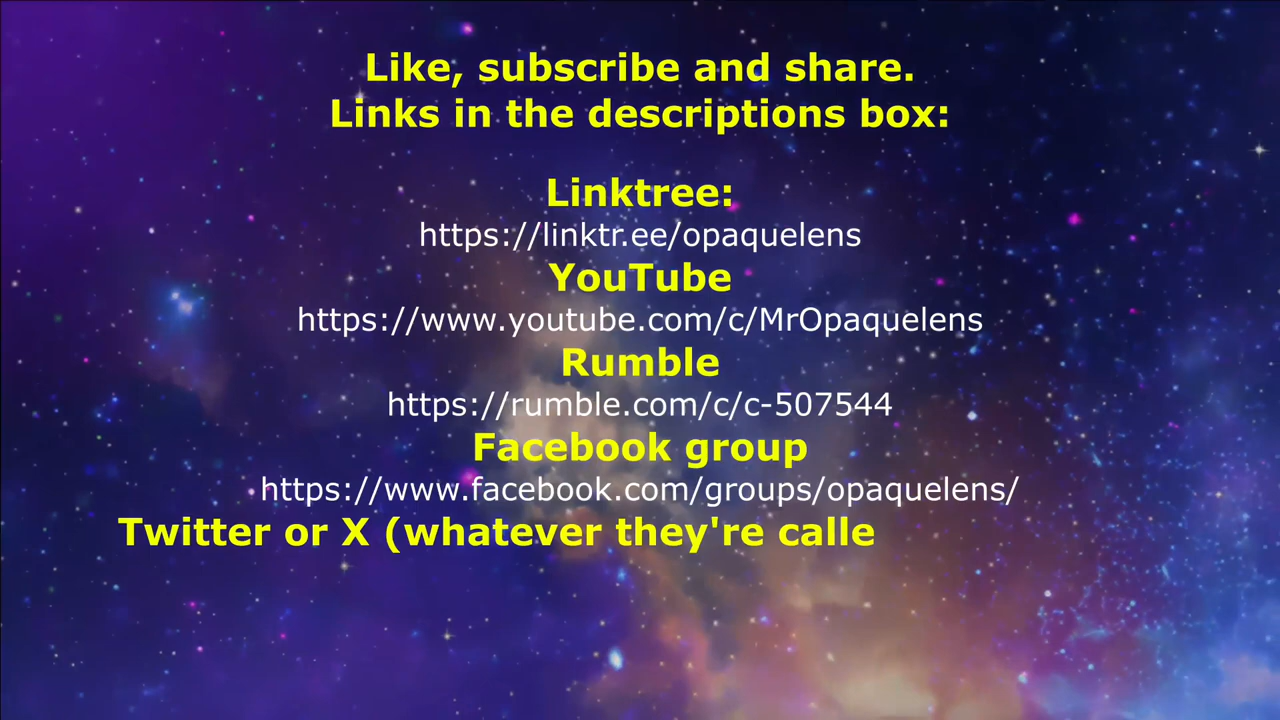 Like, subscribe and share.
Links in the descriptions box:
Linktree:
https://linktr.ee/opaquelens
YouTube
https://www.youtube.com/c/MrOpaquelens
Rumble
https://rumble.com/c/c-507544
Facebook group
https://www.facebook.com/groups/opaquelens/
Twitter or X (whatever they're calle